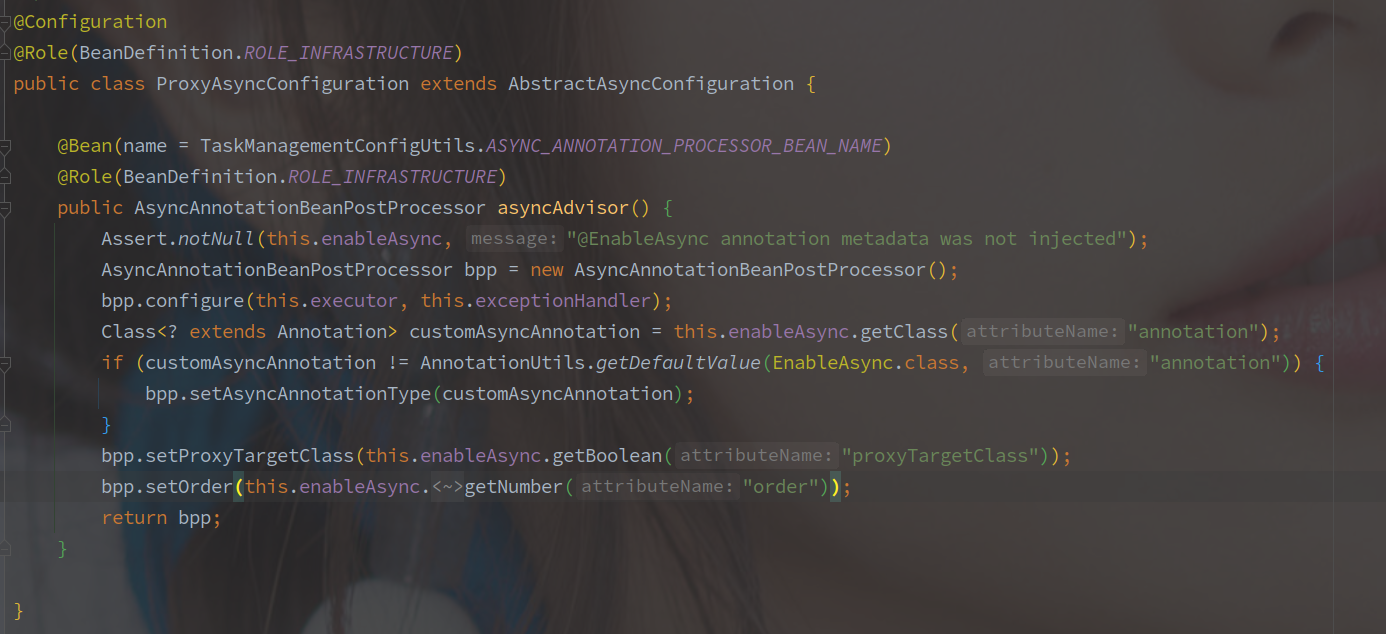 @Configuration
@Role(BeanDefinition.ROLE_INFRASTRUCTURE)
public class ProxyAsyncConfiguration extends AbstractAsyncConfiguration {
@Bean(name = TaskManagementConfigUtils.ASYNC_ANNOTATION_PROCESSOR_BEAN_NAME)
@Role(BeanDefinition.ROLE_INFRASTRUCTURE)
public AsyncAnnotationBeanPostProcessor asyncAdvisor() {
Assert.notNull(this.enableAsync, message: "@EnableAsync annotation metadata was not injected");
AsyncAnnotationBeanPostProcessor bpp = new AsyncAnnotationBeanPostProcessor();
bpp.configure(this.executor, this.exceptionHandler);
Class<? extends Annotation> customAsyncAnnotation = this.enableAsync.getClass( attributeName: "annotation");
if (customAsyncAnnotation != AnnotationUtils.getDefaultValue(EnableAsync.class, attributeName: "annotation")) {
bpp.setAsyncAnnotationType(customAsyncAnnotation);
}
bpp.setProxyTargetClass(this.enableAsync.getBoolean( attributeName: "proxyTargetClass"));
bpp.setOrder(this.enableAsync.<~>getNumber( attributeName: "order"));
return bpp;
}
}